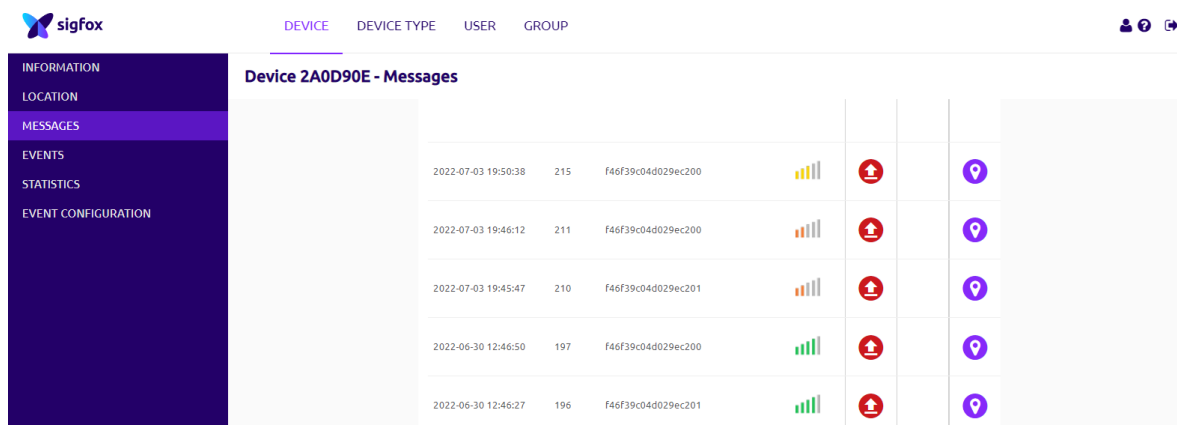 sigfox
DEVICE DEVICE TYPE USER GROUP
INFORMATION
LOCATION
MESSAGES
EVENTS
STATISTICS
EVENT CONFIGURATION
Device 2A0D90E - Messages
2022-07-03 19:50:38 215 f46f39c04d029ec200
2022-07-03 19:46:12 211 f46f39c04d029ec200
2022-07-03 19:45:47 210 f46f39c04d029ec201
2022-06-30 12:46:50 197 f46f39c04d029ec200
2022-06-30 12:46:27 196 f46f39c04d029ec201